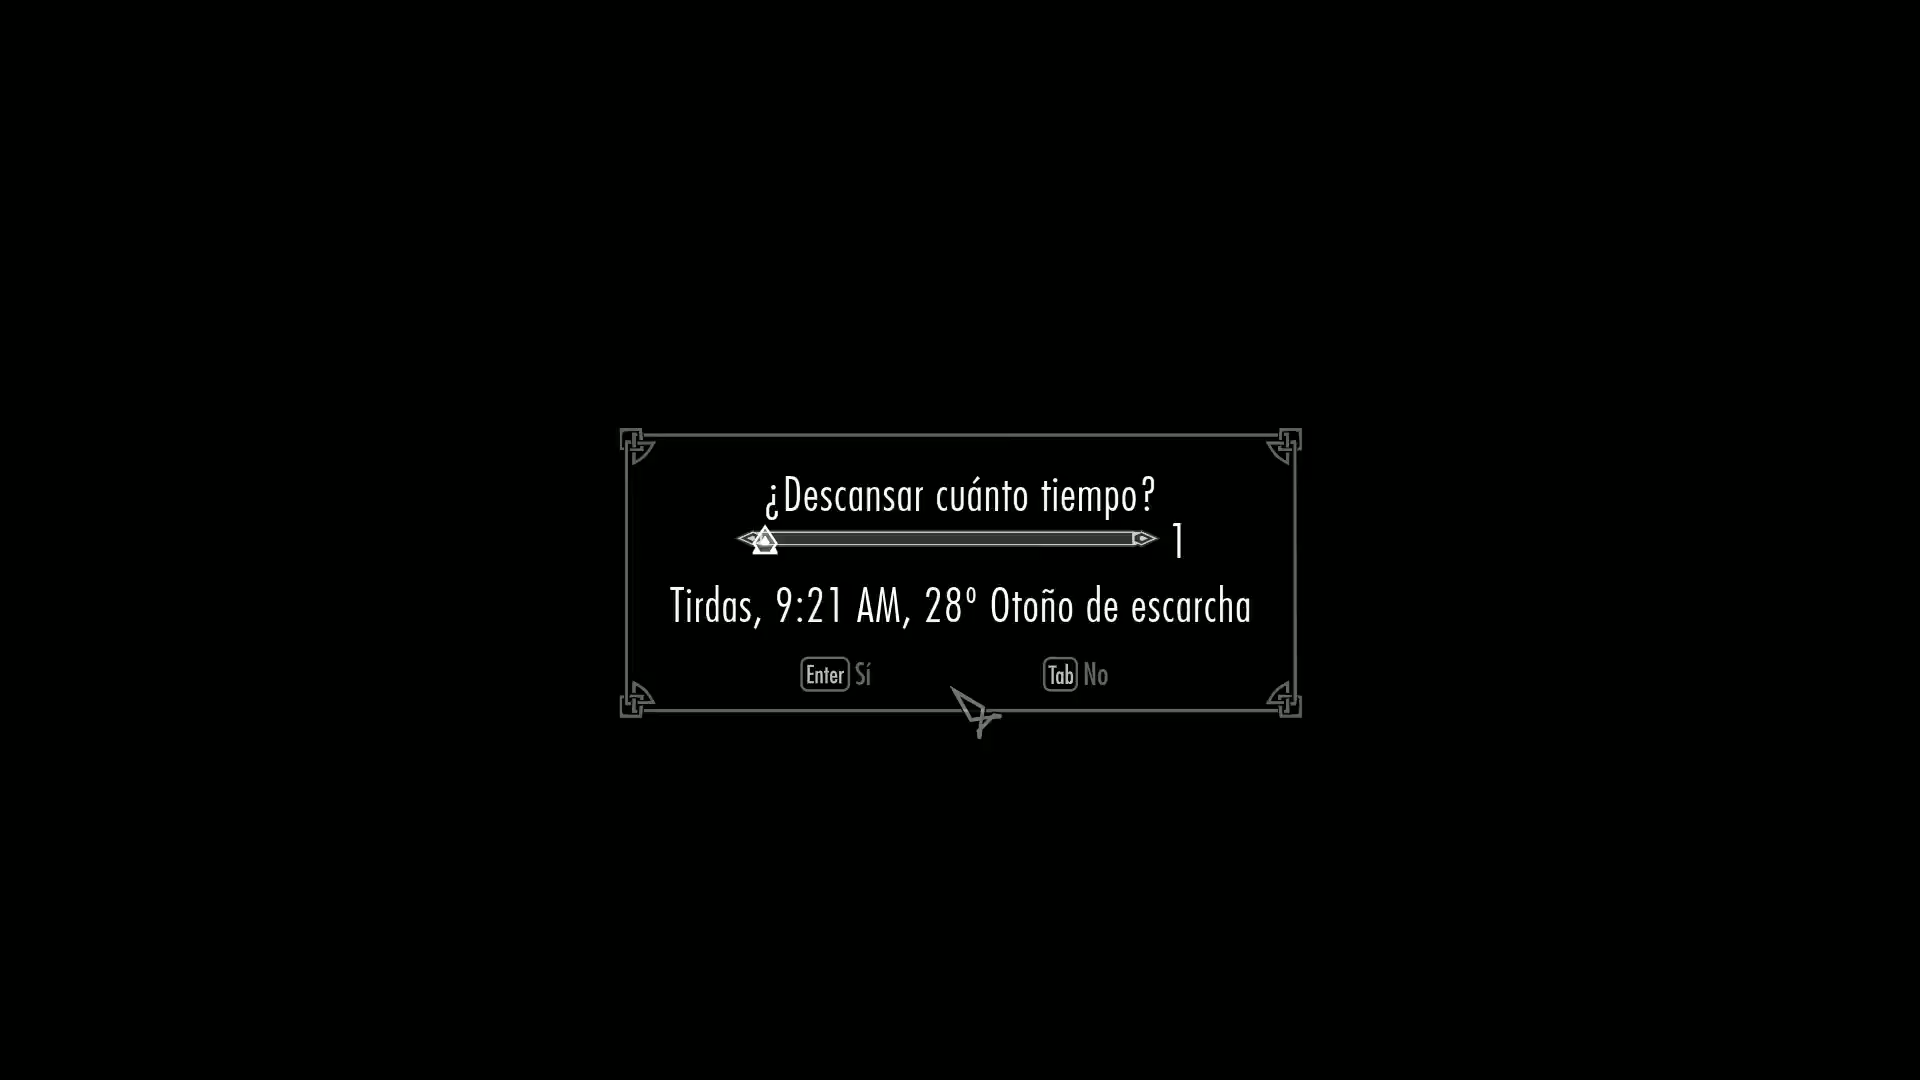 ¿Descansar cuánto tiempo?
1
Tirdas, 9:21 AM, 28º Otoño de escarcha
Enter Sí
Tab No